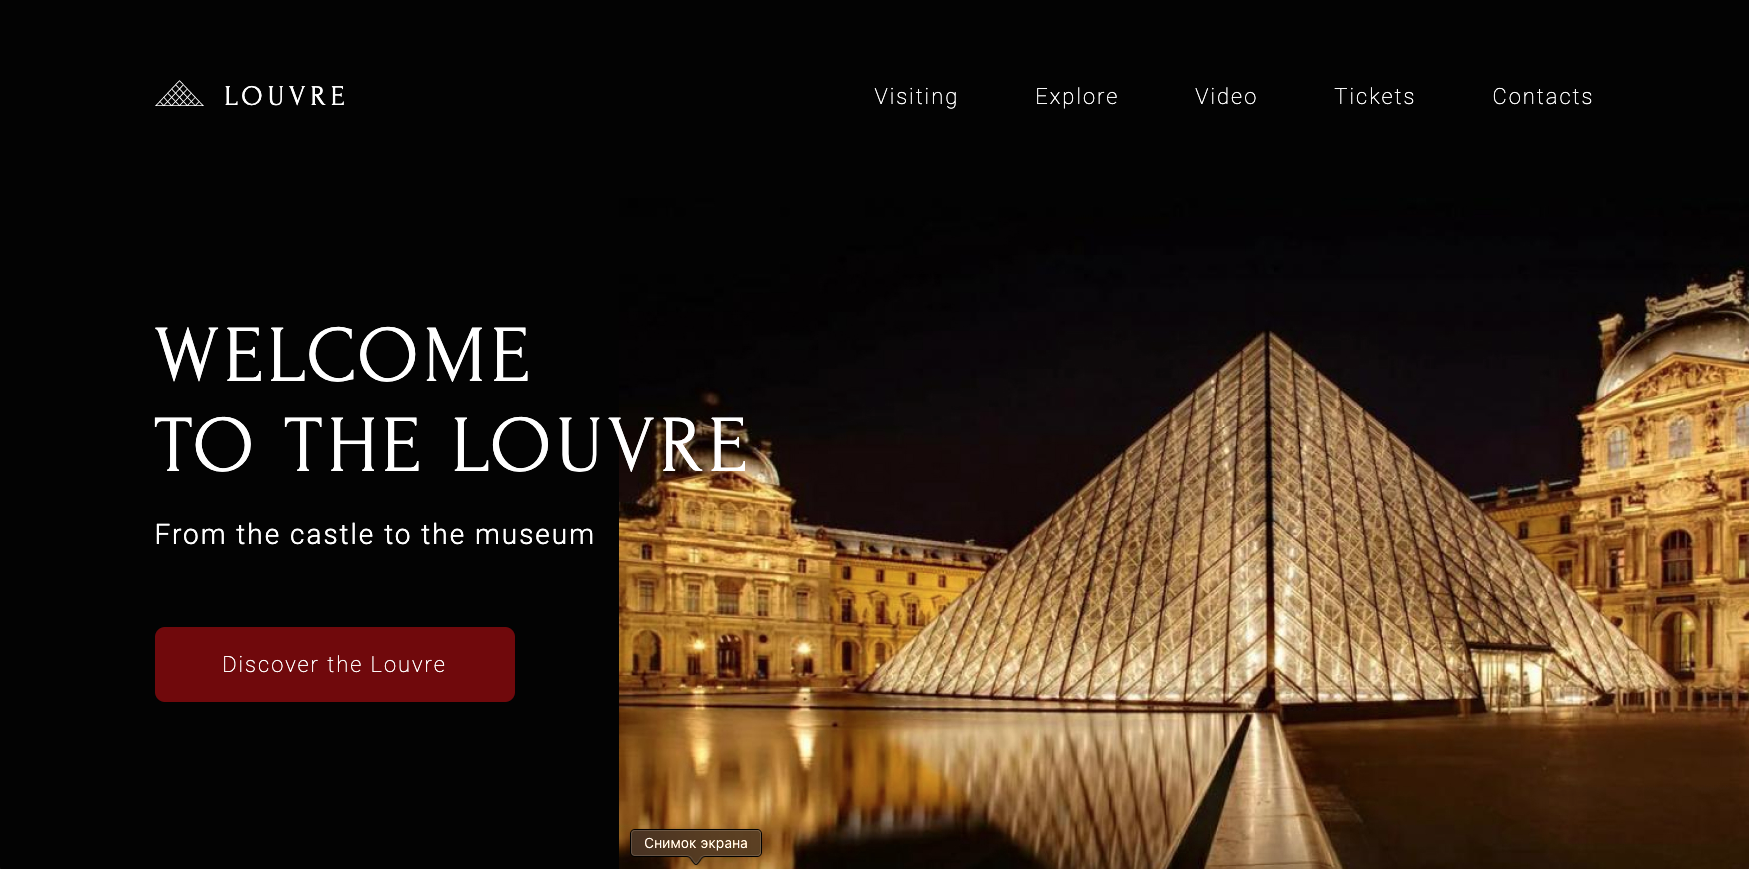 LOUVRE
Visiting Explore Video Tickets Contacts
WELCOME
TO THE LOUVRE
From the castle to the museum
Discover the Louvre
Снимок экрана